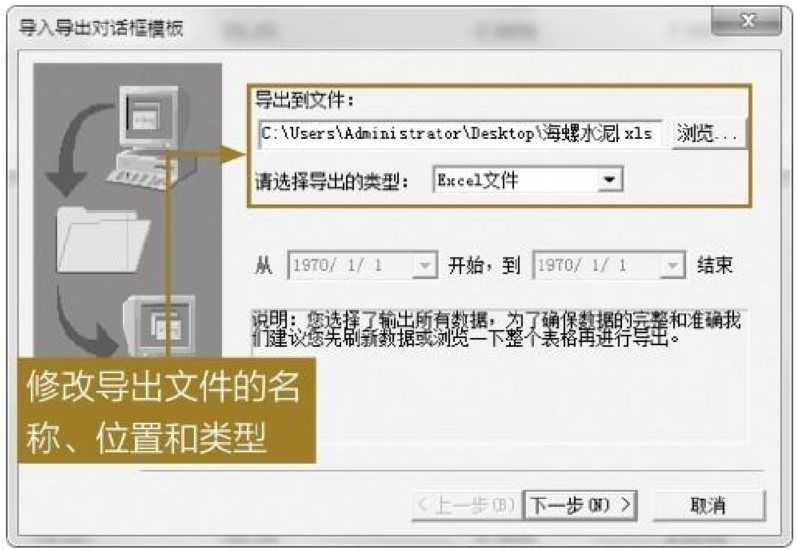 导入导出对话框模板
导出到文件：
C:\Users\Administrator\Desktop\海螺水泥.xls
浏览...
请选择导出的类型：
Excel文件
从 1970/ 1/ 1 开始，到 1970/ 1/ 1 结束
说明：您选择了输出所有数据，为了确保数据的完整和准确我
们建议您先刷新数据或浏览一下整个表格再进行导出。
修改导出文件的名
称、位置和类型
< 上一步(B)
下一步(N) >
取消